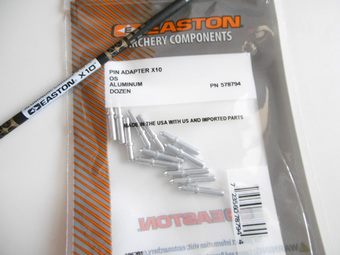 EASTON
ARCHERY COMPONENTS
EASTON X10
PIN ADAPTER X10
OS
ALUMINUM
DOZEN
PN 578794
MADE IN THE USA WITH US AND IMPORTED PARTS
EASTON